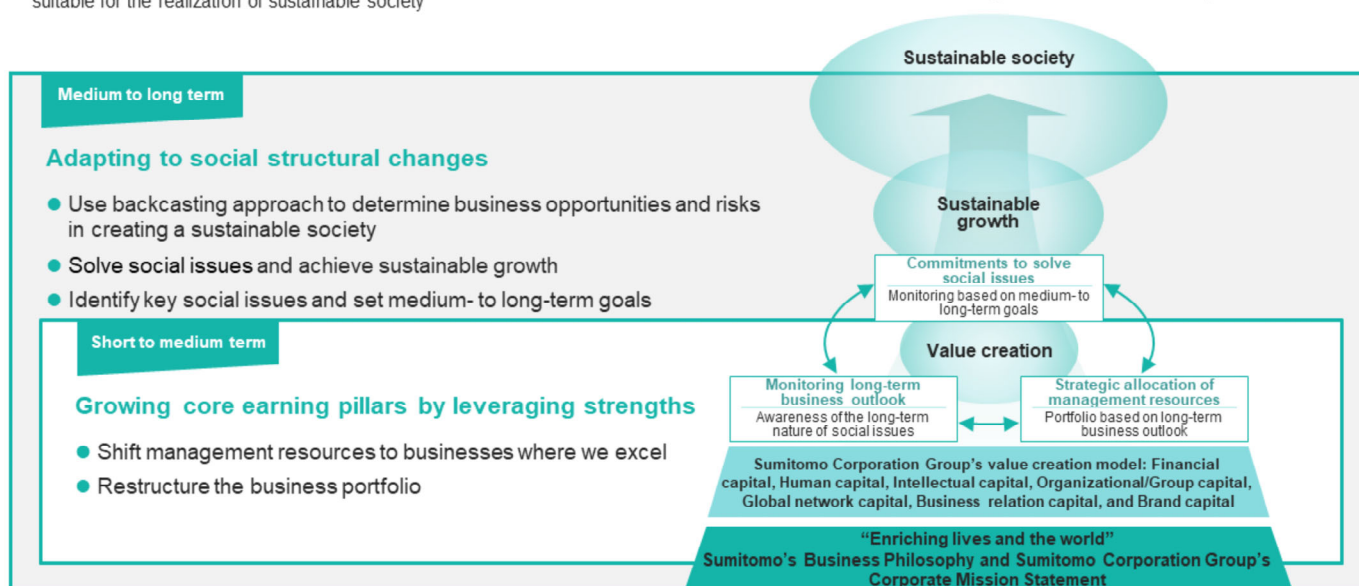 suitable for the realization of sustainable society
Sustainable society
Medium to long term
Adapting to social structural changes
● Use backcasting approach to determine business opportunities and risks
in creating a sustainable society
● Solve social issues and achieve sustainable growth
● Identify key social issues and set medium- to long-term goals
Sustainable
growth
Commitments to solve
social issues
Monitoring based on medium- to
long-term goals
Short to medium term
Growing core earning pillars by leveraging strengths
● Shift management resources to businesses where we excel
● Restructure the business portfolio
Value creation
Monitoring long-term
business outlook
Awareness of the long-term
nature of social issues
Strategic allocation of
management resources
Portfolio based on long-term
business outlook
Sumitomo Corporation Group's value creation model: Financial
capital, Human capital, Intellectual capital, Organizational/Group capital,
Global network capital, Business relation capital, and Brand capital
“Enriching lives and the world”
Sumitomo's Business Philosophy and Sumitomo Corporation Group's
Corporate Mission Statement